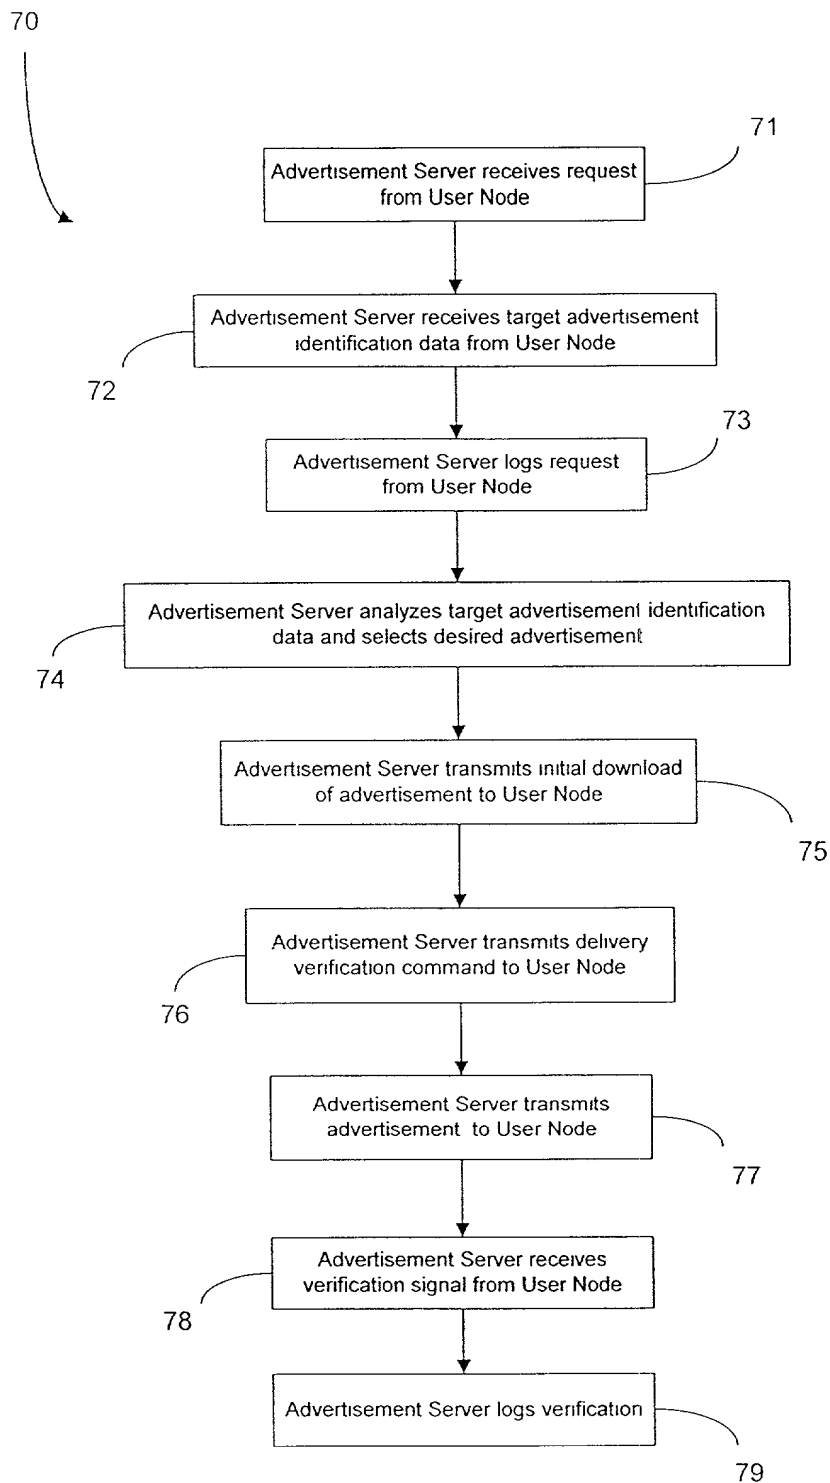 70
71
Advertisement Server receives request
from User Node
Advertisement Server receives target advertisement
identification data from User Node
72
73
Advertisement Server logs request
from User Node
Advertisement Server analyzes target advertisement identification
data and selects desired advertisement
74
Advertisement Server transmits initial download
of advertisement to User Node
75
Advertisement Server transmits delivery
verification command to User Node
76
Advertisement Server transmits
advertisement to User Node
77
Advertisement Server receives
verification signal from User Node
78
Advertisement Server logs verification
79